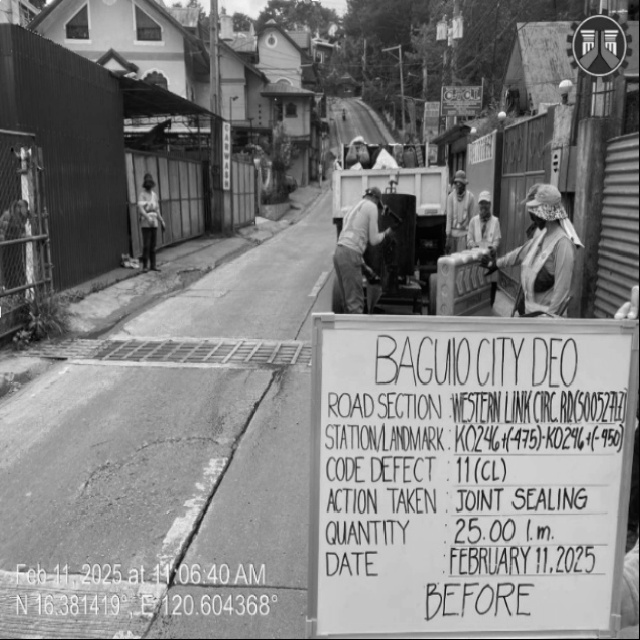 CARWASH
BAGUIO CITY DEO
ROAD SECTION : WESTERN LINK CIRC. RD(S00527LZ)
STATION/LANDMARK : K0246+(-475)-K0246+(-950)
CODE DEFECT : 11(CL)
ACTION TAKEN : JOINT SEALING
QUANTITY : 25.00 l.m.
DATE : FEBRUARY 11, 2025
BEFORE
Feb 11, 2025 at 11:06:40 AM
N 16.381419°, E 120.604368°